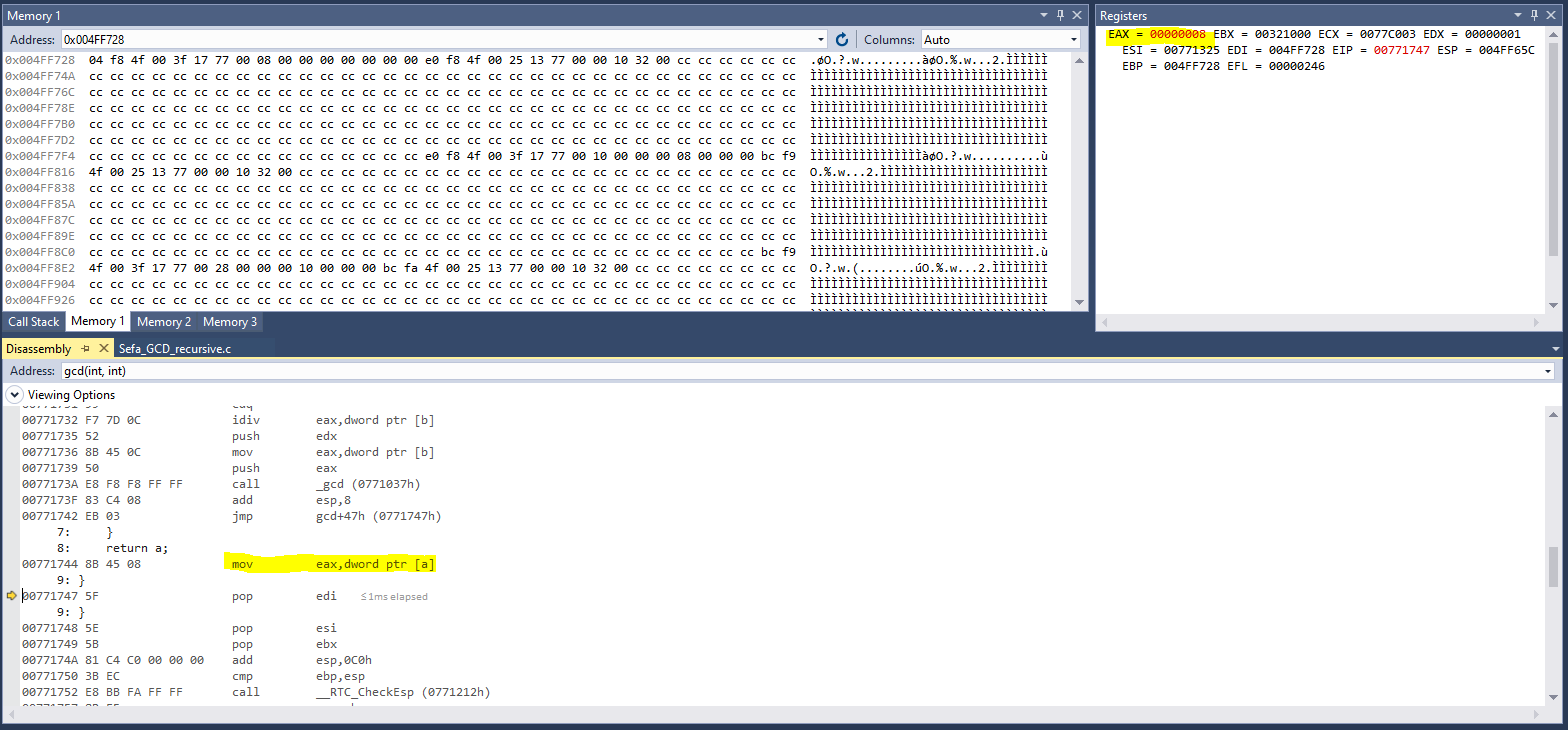 Memory 1
Address: 0x004FF728
Columns: Auto
0x004FF728 04 f8 4f 00 3f 17 77 00 08 00 00 00 00 00 00 00 e0 f8 4f 00 25 13 77 00 00 10 32 00 cc cc cc cc cc cc .øO.?.w.........àøO.%.w...2.ÌÌÌÌÌÌ
0x004FF74A cc cc cc cc cc cc cc cc cc cc cc cc cc cc cc cc cc cc cc cc cc cc cc cc cc cc cc cc cc cc cc cc cc cc ÌÌÌÌÌÌÌÌÌÌÌÌÌÌÌÌÌÌÌÌÌÌÌÌÌÌÌÌÌÌÌÌÌÌ
0x004FF76C cc cc cc cc cc cc cc cc cc cc cc cc cc cc cc cc cc cc cc cc cc cc cc cc cc cc cc cc cc cc cc cc cc cc ÌÌÌÌÌÌÌÌÌÌÌÌÌÌÌÌÌÌÌÌÌÌÌÌÌÌÌÌÌÌÌÌÌÌ
0x004FF78E cc cc cc cc cc cc cc cc cc cc cc cc cc cc cc cc cc cc cc cc cc cc cc cc cc cc cc cc cc cc cc cc cc cc ÌÌÌÌÌÌÌÌÌÌÌÌÌÌÌÌÌÌÌÌÌÌÌÌÌÌÌÌÌÌÌÌÌÌ
0x004FF7B0 cc cc cc cc cc cc cc cc cc cc cc cc cc cc cc cc cc cc cc cc cc cc cc cc cc cc cc cc cc cc cc cc cc cc ÌÌÌÌÌÌÌÌÌÌÌÌÌÌÌÌÌÌÌÌÌÌÌÌÌÌÌÌÌÌÌÌÌÌ
0x004FF7D2 cc cc cc cc cc cc cc cc cc cc cc cc cc cc cc cc cc cc cc cc cc cc cc cc cc cc cc cc cc cc cc cc cc cc ÌÌÌÌÌÌÌÌÌÌÌÌÌÌÌÌÌÌÌÌÌÌÌÌÌÌÌÌÌÌÌÌÌÌ
0x004FF7F4 cc cc cc cc cc cc cc cc cc cc cc cc cc cc cc cc e0 f8 4f 00 3f 17 77 00 10 00 00 00 08 00 00 00 bc f9 ÌÌÌÌÌÌÌÌÌÌÌÌÌÌÌÌàøO.?.w..........ù
0x004FF816 4f 00 25 13 77 00 00 10 32 00 cc cc cc cc cc cc cc cc cc cc cc cc cc cc cc cc cc cc cc cc cc cc cc cc O.%.w...2.ÌÌÌÌÌÌÌÌÌÌÌÌÌÌÌÌÌÌÌÌÌÌÌÌ
0x004FF838 cc cc cc cc cc cc cc cc cc cc cc cc cc cc cc cc cc cc cc cc cc cc cc cc cc cc cc cc cc cc cc cc cc cc ÌÌÌÌÌÌÌÌÌÌÌÌÌÌÌÌÌÌÌÌÌÌÌÌÌÌÌÌÌÌÌÌÌÌ
0x004FF85A cc cc cc cc cc cc cc cc cc cc cc cc cc cc cc cc cc cc cc cc cc cc cc cc cc cc cc cc cc cc cc cc cc cc ÌÌÌÌÌÌÌÌÌÌÌÌÌÌÌÌÌÌÌÌÌÌÌÌÌÌÌÌÌÌÌÌÌÌ
0x004FF87C cc cc cc cc cc cc cc cc cc cc cc cc cc cc cc cc cc cc cc cc cc cc cc cc cc cc cc cc cc cc cc cc cc cc ÌÌÌÌÌÌÌÌÌÌÌÌÌÌÌÌÌÌÌÌÌÌÌÌÌÌÌÌÌÌÌÌÌÌ
0x004FF89E cc cc cc cc cc cc cc cc cc cc cc cc cc cc cc cc cc cc cc cc cc cc cc cc cc cc cc cc cc cc cc cc cc cc ÌÌÌÌÌÌÌÌÌÌÌÌÌÌÌÌÌÌÌÌÌÌÌÌÌÌÌÌÌÌÌÌÌÌ
0x004FF8C0 cc cc cc cc cc cc cc cc cc cc cc cc cc cc cc cc cc cc cc cc cc cc cc cc cc cc cc cc cc cc cc cc bc f9 ÌÌÌÌÌÌÌÌÌÌÌÌÌÌÌÌÌÌÌÌÌÌÌÌÌÌÌÌÌÌÌÌ.ù
0x004FF8E2 4f 00 3f 17 77 00 28 00 00 00 10 00 00 00 bc fa 4f 00 25 13 77 00 00 10 32 00 cc cc cc cc cc cc cc cc O.?.w.(........úO.%.w...2.ÌÌÌÌÌÌÌÌ
0x004FF904 cc cc cc cc cc cc cc cc cc cc cc cc cc cc cc cc cc cc cc cc cc cc cc cc cc cc cc cc cc cc cc cc cc cc ÌÌÌÌÌÌÌÌÌÌÌÌÌÌÌÌÌÌÌÌÌÌÌÌÌÌÌÌÌÌÌÌÌÌ
0x004FF926 cc cc cc cc cc cc cc cc cc cc cc cc cc cc cc cc cc cc cc cc cc cc cc cc cc cc cc cc cc cc cc cc cc cc ÌÌÌÌÌÌÌÌÌÌÌÌÌÌÌÌÌÌÌÌÌÌÌÌÌÌÌÌÌÌÌÌÌÌ
Call Stack Memory 1 Memory 2 Memory 3
Registers
EAX = 00000008 EBX = 00321000 ECX = 0077C003 EDX = 00000001
ESI = 00771325 EDI = 004FF728 EIP = 00771747 ESP = 004FF65C
EBP = 004FF728 EFL = 00000246
Disassembly Sefa_GCD_recursive.c
Address: gcd(int, int)
Viewing Options
00771732 F7 7D 0C idiv eax,dword ptr [b]
00771735 52 push edx
00771736 8B 45 0C mov eax,dword ptr [b]
00771739 50 push eax
0077173A E8 F8 F8 FF FF call _gcd (0771037h)
0077173F 83 C4 08 add esp,8
00771742 EB 03 jmp gcd+47h (0771747h)
7: }
8: return a;
00771744 8B 45 08 mov eax,dword ptr [a]
9: }
00771747 5F pop edi ≤1ms elapsed
9: }
00771748 5E pop esi
00771749 5B pop ebx
0077174A 81 C4 C0 00 00 00 add esp,0C0h
00771750 3B EC cmp ebp,esp
00771752 E8 BB FA FF FF call __RTC_CheckEsp (0771212h)